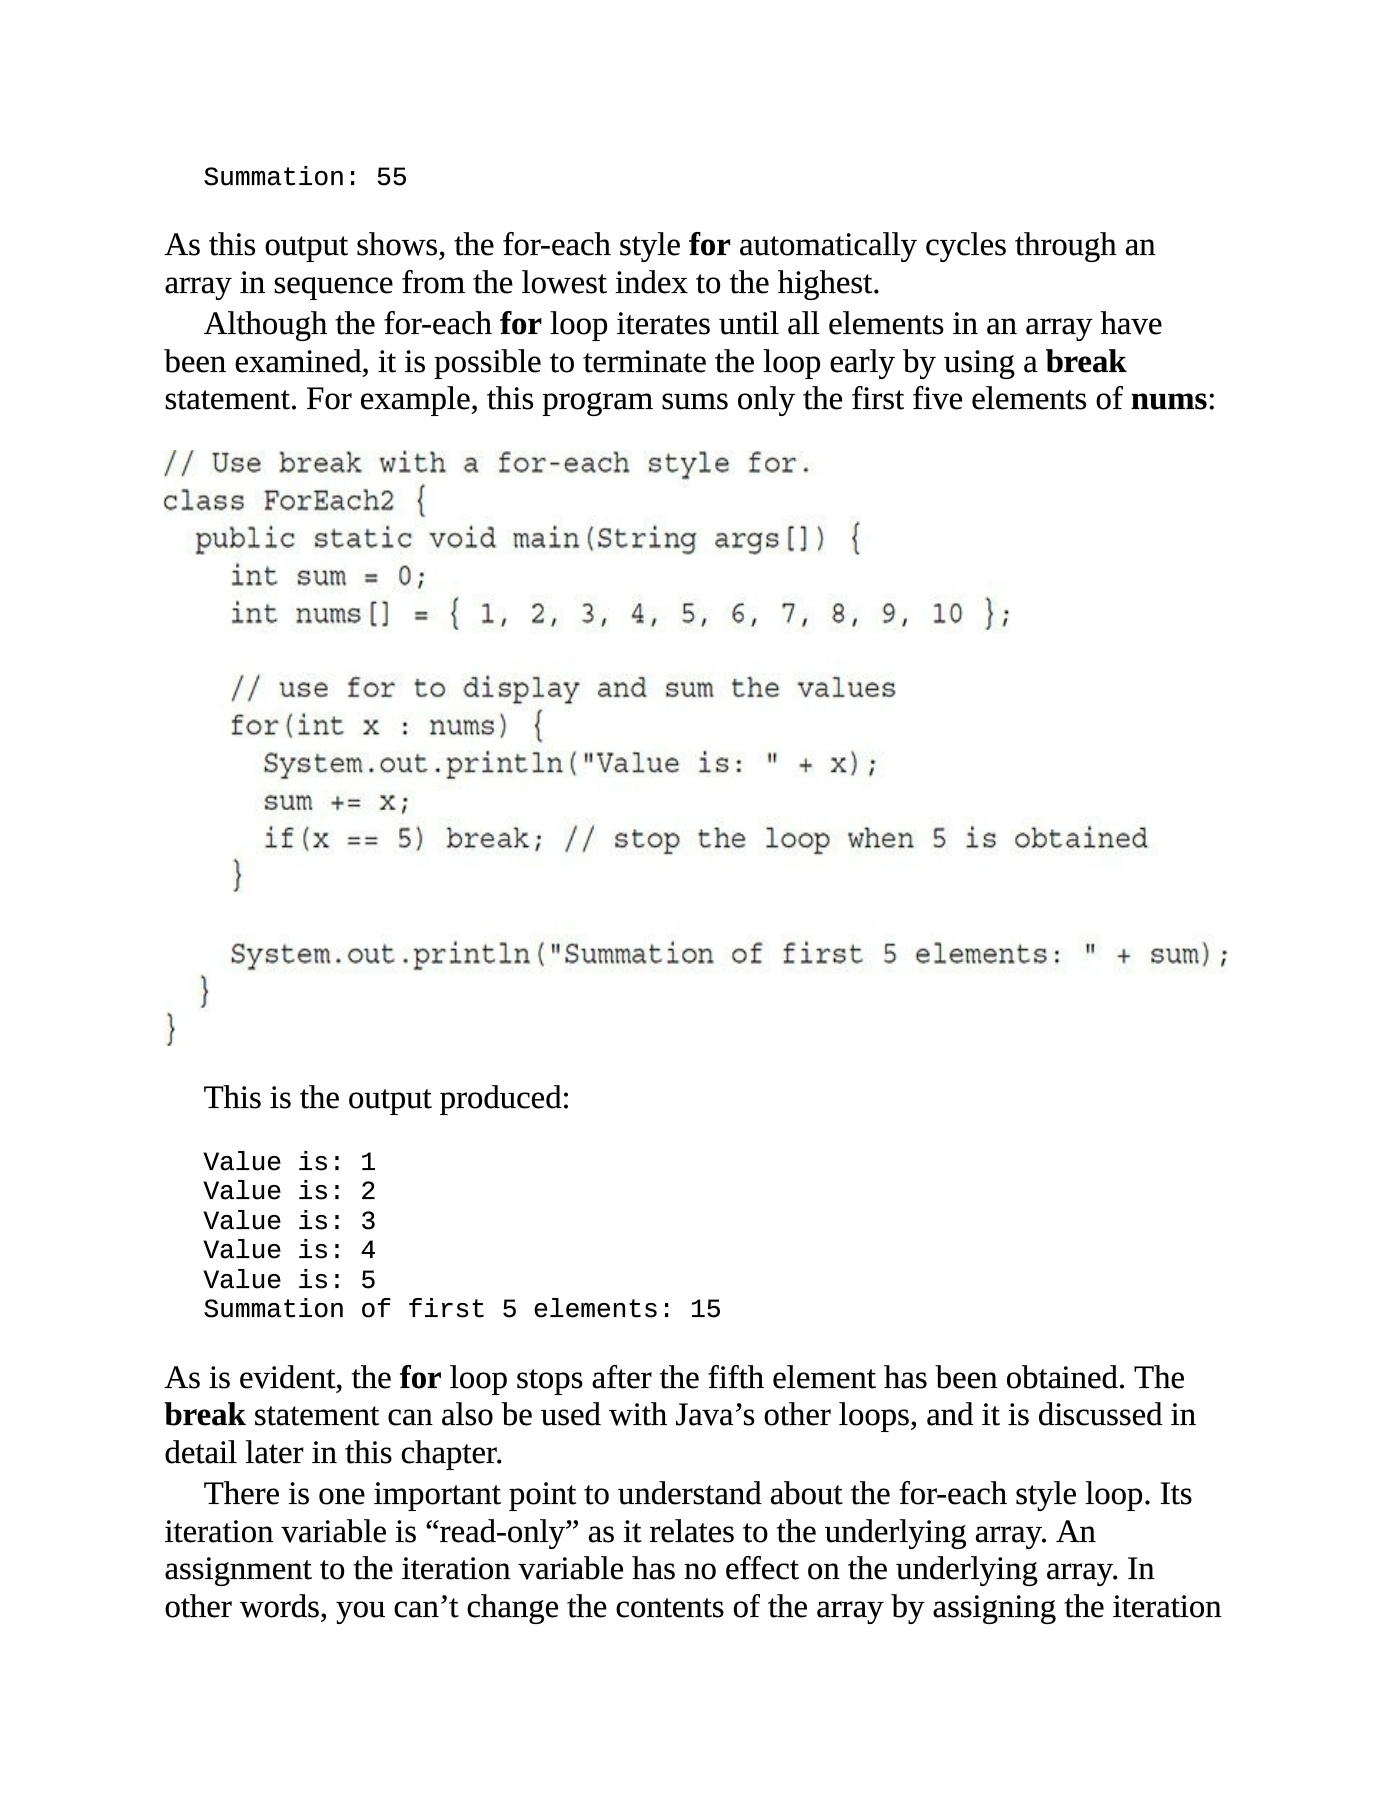 Summation: 55
As this output shows, the for-each style for automatically cycles through an
array in sequence from the lowest index to the highest.
Although the for-each for loop iterates until all elements in an array have
been examined, it is possible to terminate the loop early by using a break
statement. For example, this program sums only the first five elements of nums:
// Use break with a for-each style for.
class ForEach2 {
  public static void main(String args[]) {
    int sum = 0;
    int nums[] = { 1, 2, 3, 4, 5, 6, 7, 8, 9, 10 };
    // use for to display and sum the values
    for(int x : nums) {
      System.out.println("Value is: " + x);
      sum += x;
      if(x == 5) break; // stop the loop when 5 is obtained
    }
    System.out.println("Summation of first 5 elements: " + sum);
  }
}
This is the output produced:
Value is: 1
Value is: 2
Value is: 3
Value is: 4
Value is: 5
Summation of first 5 elements: 15
As is evident, the for loop stops after the fifth element has been obtained. The
break statement can also be used with Java’s other loops, and it is discussed in
detail later in this chapter.
There is one important point to understand about the for-each style loop. Its
iteration variable is “read-only” as it relates to the underlying array. An
assignment to the iteration variable has no effect on the underlying array. In
other words, you can’t change the contents of the array by assigning the iteration